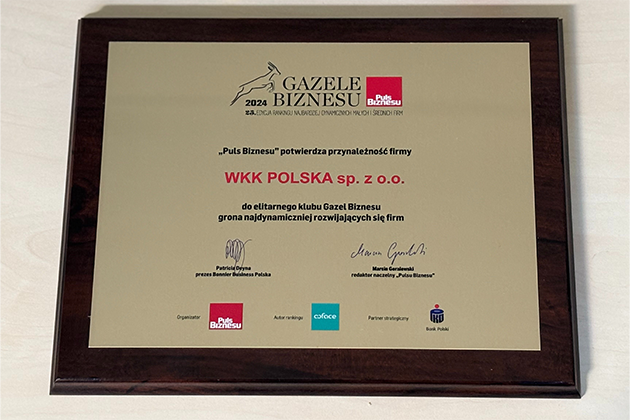 GAZELE
2024 BIZNESU
Puls
Biznesu
25. EDYCJA RANKINGU NAJBARDZIEJ DYNAMICZNYCH MAŁYCH I ŚREDNICH FIRM
„Puls Biznesu” potwierdza przynależność firmy
WKK POLSKA sp. z o.o.
do elitarnego klubu Gazel Biznesu
grona najdynamiczniej rozwijających się firm
Patricia Deyna
prezes Bonnier Business Polska
Marcin Goralewski
redaktor naczelny „Pulsu Biznesu”
Organizator
Puls
Biznesu
Autor rankingu
coface
Partner strategiczny
Bank Polski